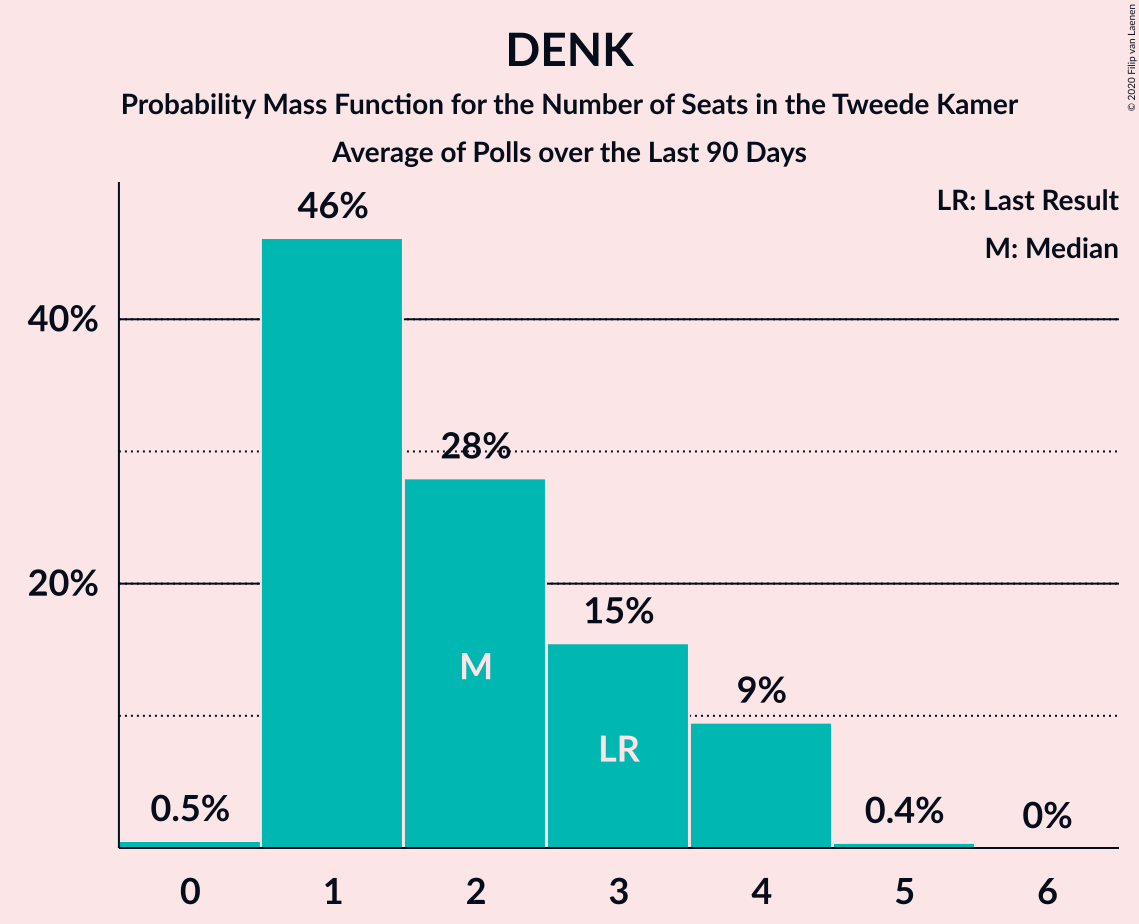 DENK
Probability Mass Function for the Number of Seats in the Tweede Kamer
Average of Polls over the Last 90 Days
© 2020 Filip van Laenen
LR: Last Result
M: Median
40%
20%
0.5%
46%
28%
15%
9%
0.4%
0%
M
LR
0 1 2 3 4 5 6